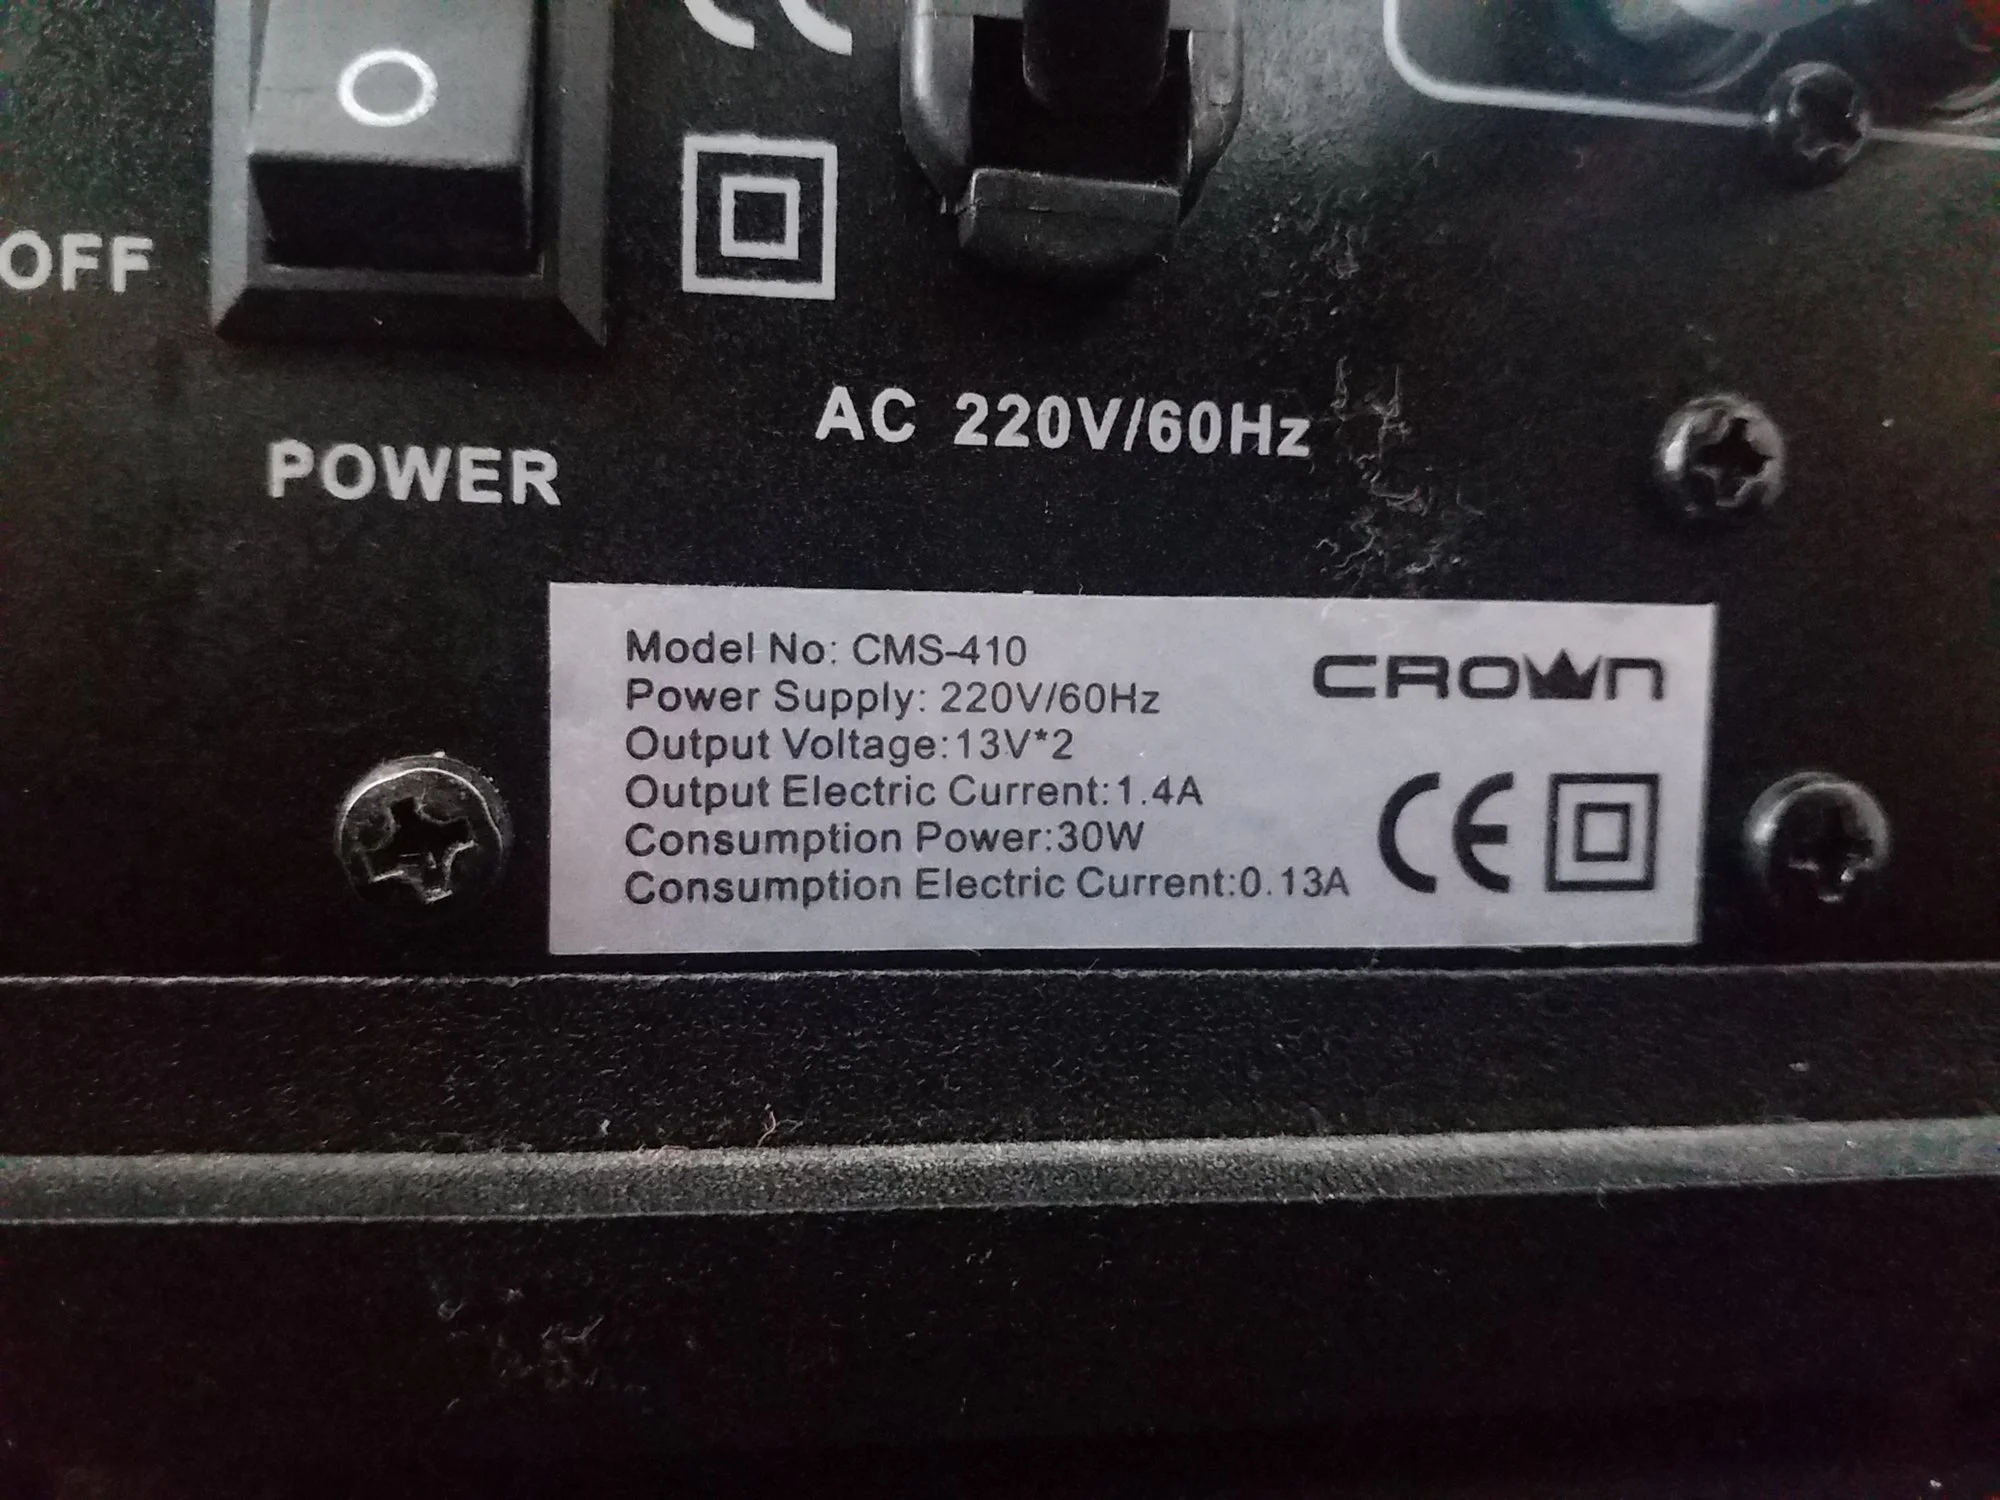 CE
OFF
POWER
AC 220V/60Hz
Model No: CMS-410
Power Supply: 220V/60Hz
Output Voltage:13V*2
Output Electric Current:1.4A
Consumption Power:30W
Consumption Electric Current:0.13A
CROWN
CE